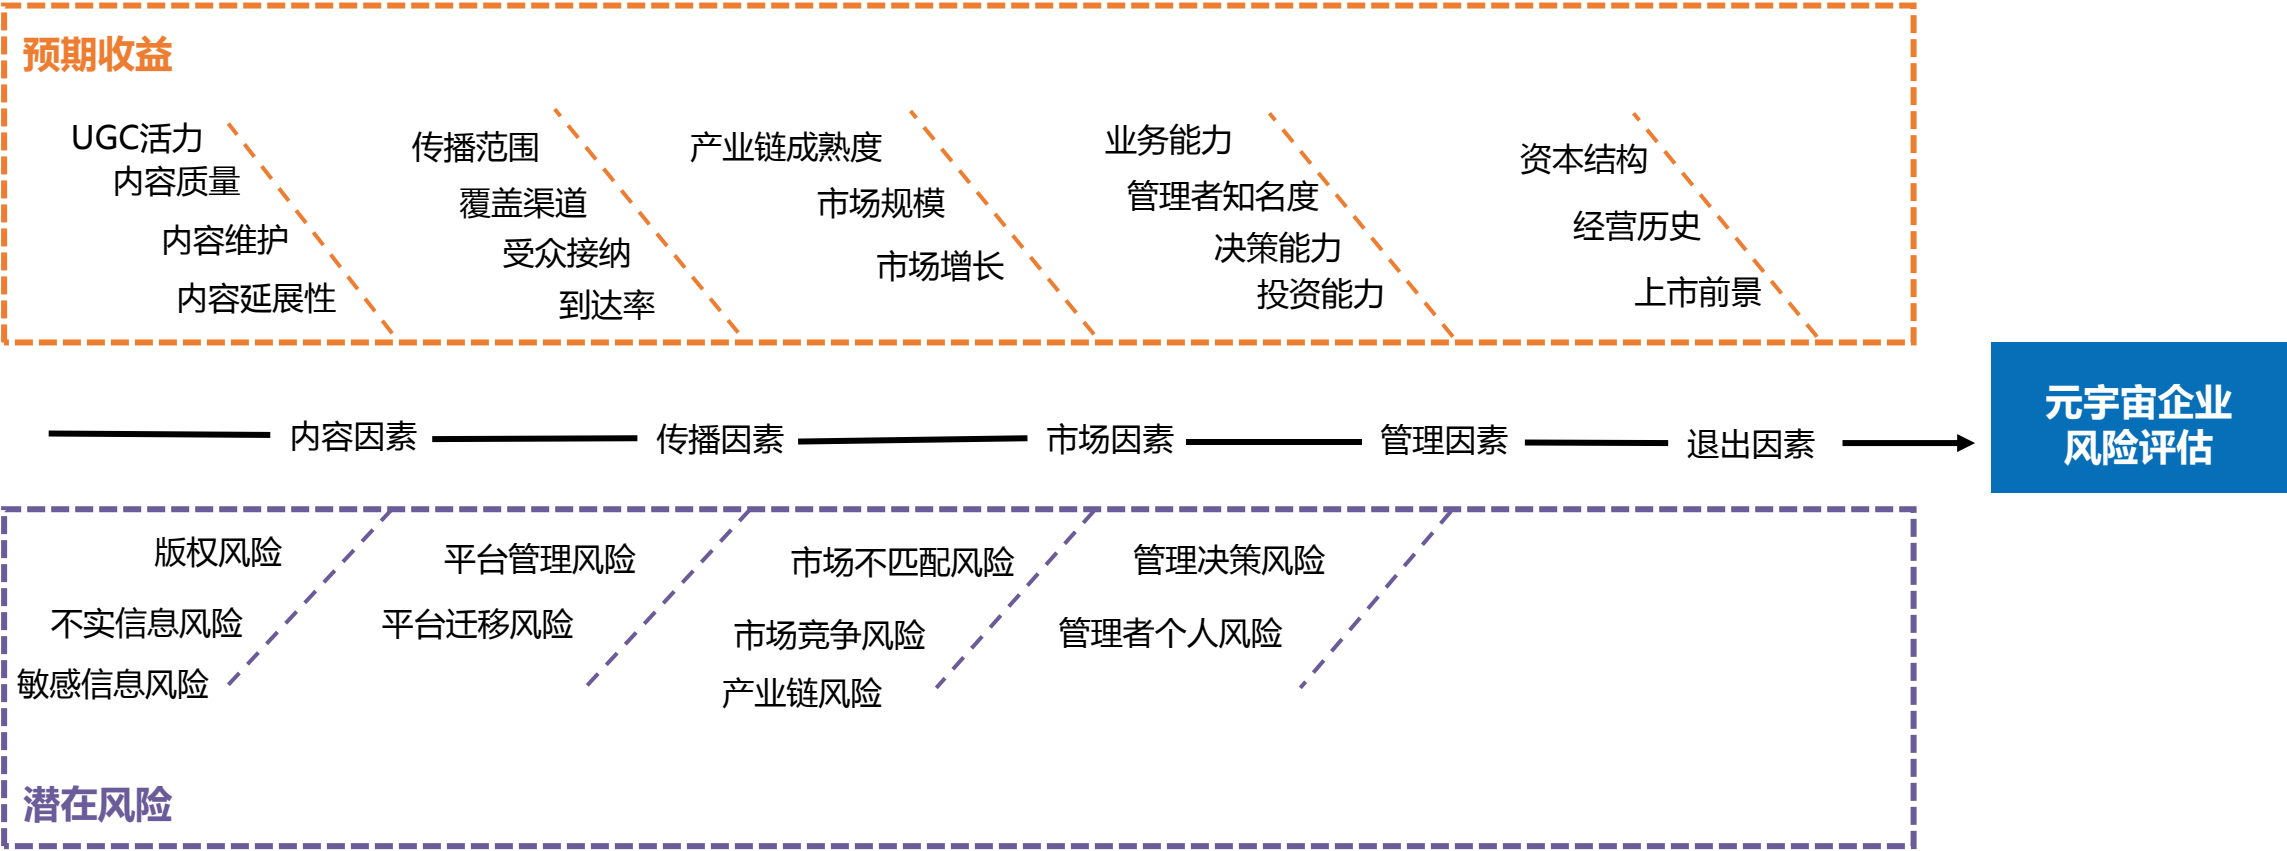 预期收益
UGC活力
内容质量
内容维护
内容延展性
传播范围
覆盖渠道
受众接纳
到达率
产业链成熟度
市场规模
市场增长
业务能力
管理者知名度
决策能力
投资能力
资本结构
经营历史
上市前景
内容因素
传播因素
市场因素
管理因素
退出因素
元宇宙企业
风险评估
版权风险
不实信息风险
敏感信息风险
平台管理风险
平台迁移风险
市场不匹配风险
市场竞争风险
产业链风险
管理决策风险
管理者个人风险
潜在风险